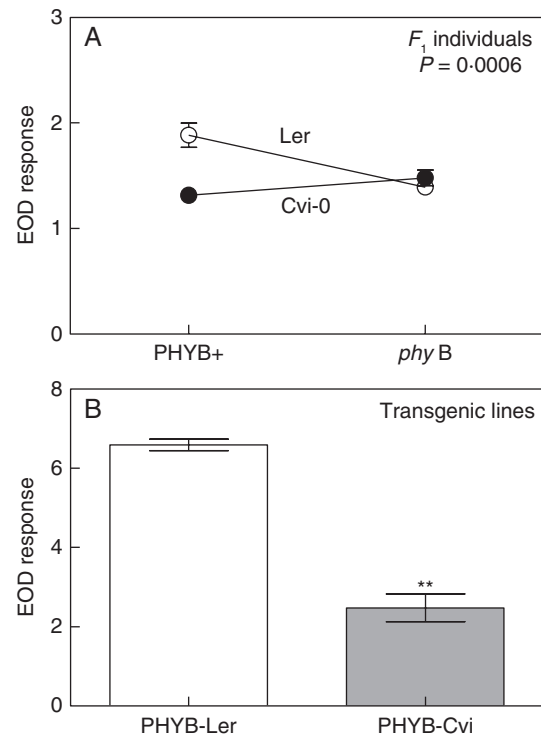 A
F1 individuals
P = 0·0006
3
2
1
0
EOD response
Ler
Cvi-0
PHYB+
phy B
B
Transgenic lines
8
6
4
2
0
EOD response
**
PHYB-Ler
PHYB-Cvi